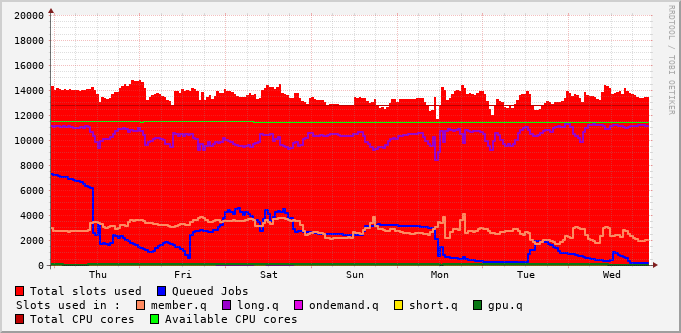 20000
18000
16000
14000
12000
10000
8000
6000
4000
2000
0
Thu Fri Sat Sun Mon Tue Wed
RRDTOOL / TOBI OETIKER
Total slots used Queued Jobs
Slots used in : member.q long.q ondemand.q short.q gpu.q
Total CPU cores Available CPU cores